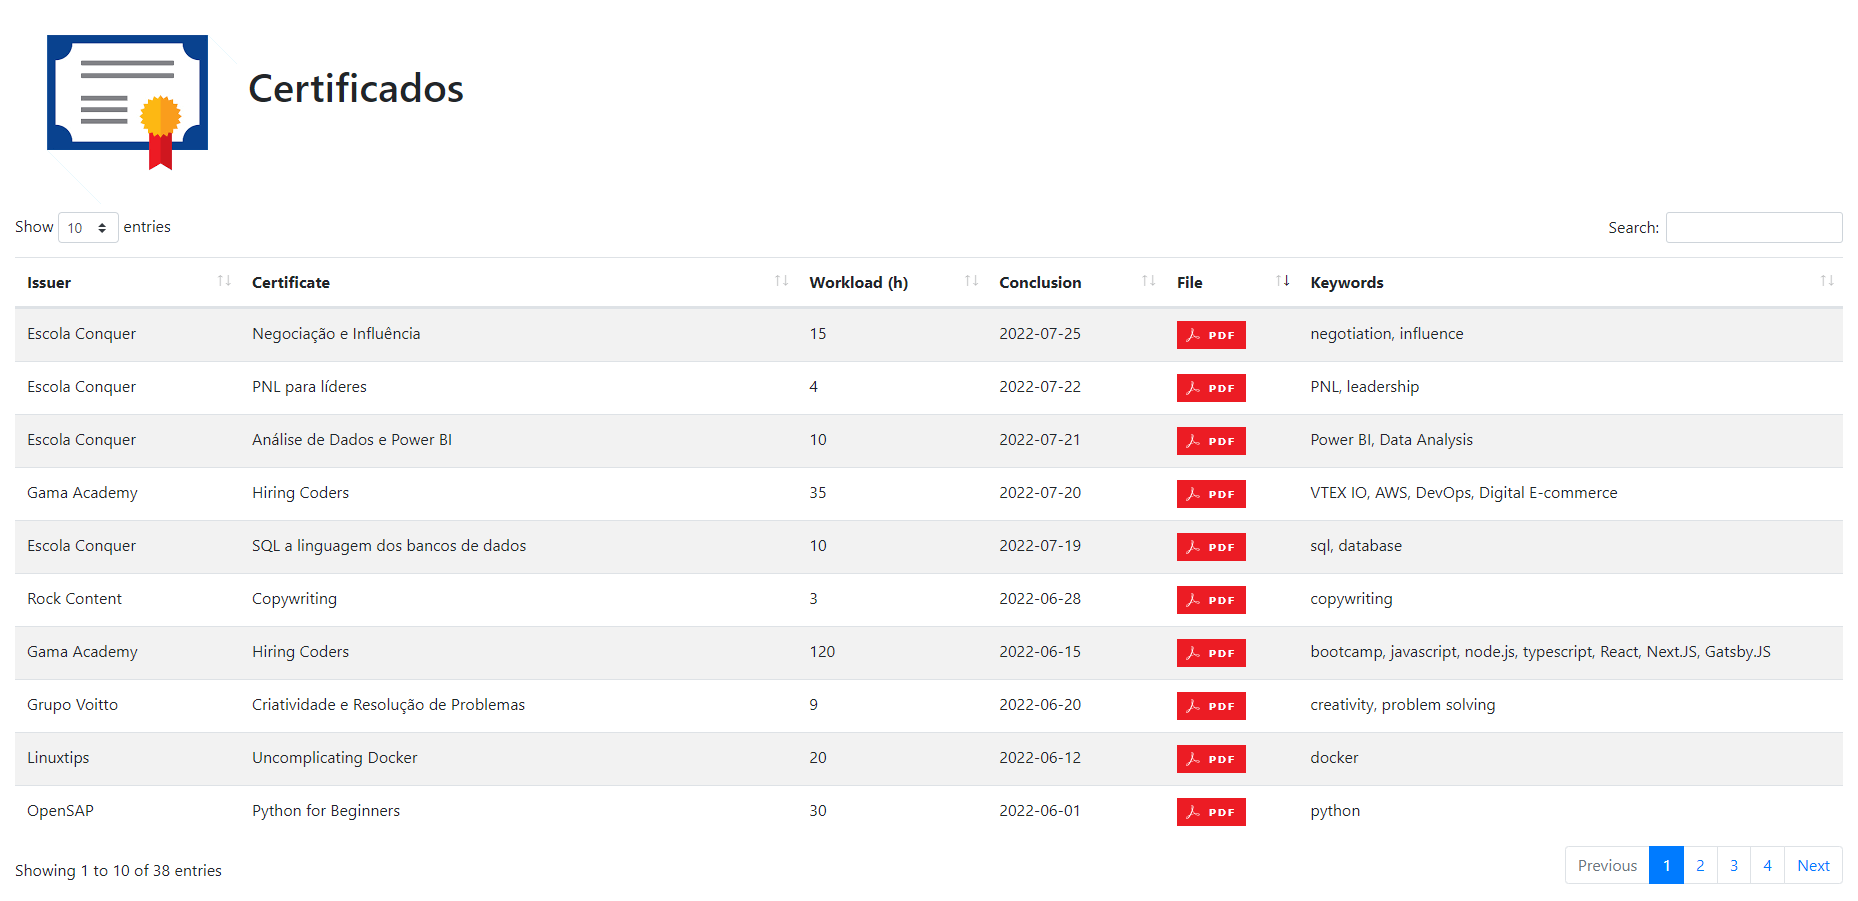 Certificados
Show 10 entries
Search:
Issuer Certificate Workload (h) Conclusion File Keywords
Escola Conquer Negociação e Influência 15 2022-07-25 PDF negotiation, influence
Escola Conquer PNL para líderes 4 2022-07-22 PDF PNL, leadership
Escola Conquer Análise de Dados e Power BI 10 2022-07-21 PDF Power BI, Data Analysis
Gama Academy Hiring Coders 35 2022-07-20 PDF VTEX IO, AWS, DevOps, Digital E-commerce
Escola Conquer SQL a linguagem dos bancos de dados 10 2022-07-19 PDF sql, database
Rock Content Copywriting 3 2022-06-28 PDF copywriting
Gama Academy Hiring Coders 120 2022-06-15 PDF bootcamp, javascript, node.js, typescript, React, Next.JS, Gatsby.JS
Grupo Voitto Criatividade e Resolução de Problemas 9 2022-06-20 PDF creativity, problem solving
Linuxtips Uncomplicating Docker 20 2022-06-12 PDF docker
OpenSAP Python for Beginners 30 2022-06-01 PDF python
Showing 1 to 10 of 38 entries
Previous 1 2 3 4 Next